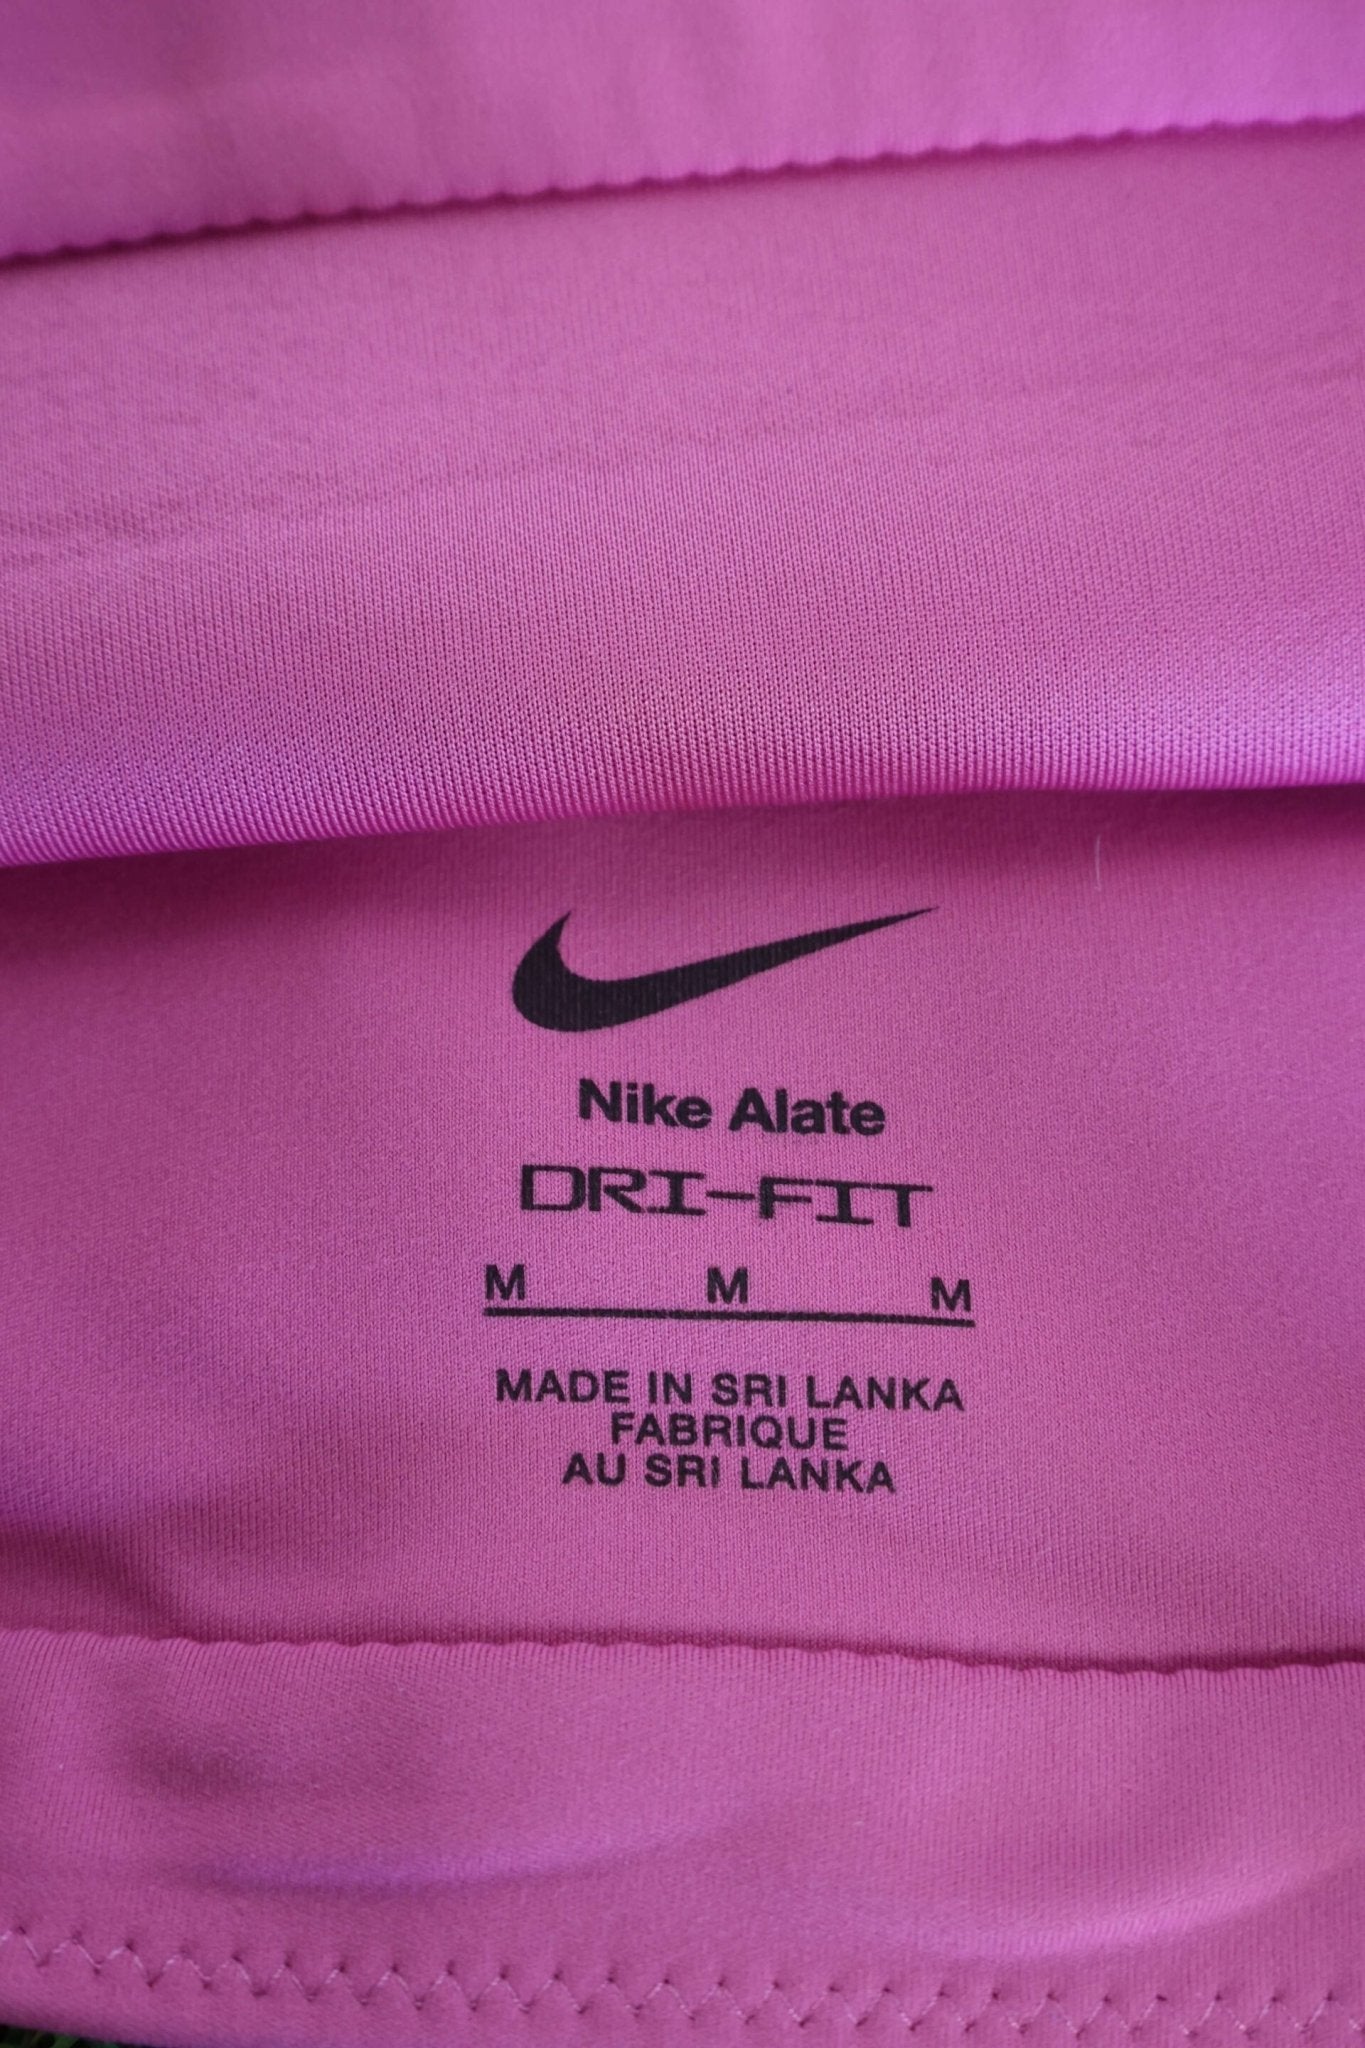 Nike Alate
DRI-FIT
M M M
MADE IN SRI LANKA
FABRIQUE
AU SRI LANKA